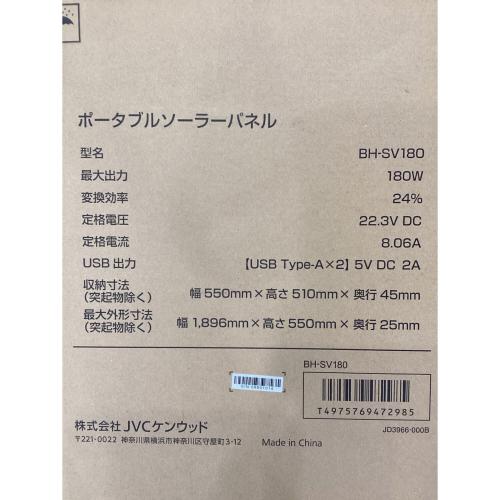 ポータブルソーラーパネル
型名 BH-SV180
最大出力 180W
変換効率 24%
定格電圧 22.3V DC
定格電流 8.06A
USB 出力 【USB Type-A×2】5V DC 2A
収納寸法
(突起物除く) 幅 550mm×高さ 510mm×奥行 45mm
最大外形寸法
(突起物除く) 幅 1,896mm×高さ 550mm×奥行 25mm
BH-SV180
T4975769472985
JD3966-000B
株式会社 JVCケンウッド
〒221-0022 神奈川県横浜市神奈川区守屋町3-12 Made in China